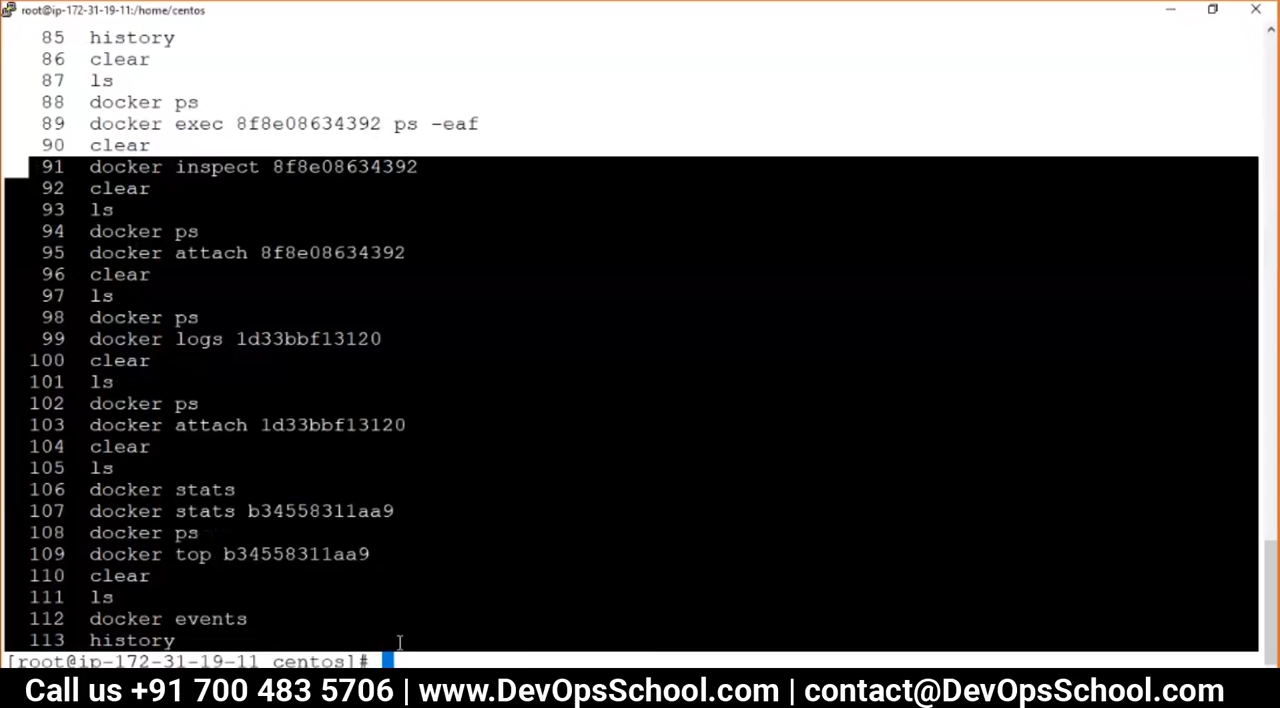 root@ip-172-31-19-11:/home/centos
85 history
86 clear
87 ls
88 docker ps
89 docker exec 8f8e08634392 ps -eaf
90 clear
91 docker inspect 8f8e08634392
92 clear
93 ls
94 docker ps
95 docker attach 8f8e08634392
96 clear
97 ls
98 docker ps
99 docker logs 1d33bbf13120
100 clear
101 ls
102 docker ps
103 docker attach 1d33bbf13120
104 clear
105 ls
106 docker stats
107 docker stats b34558311aa9
108 docker ps
109 docker top b34558311aa9
110 clear
111 ls
112 docker events
113 history
[root@ip-172-31-19-11 centos]#
Call us +91 700 483 5706 | www.DevOpsSchool.com | contact@DevOpsSchool.com